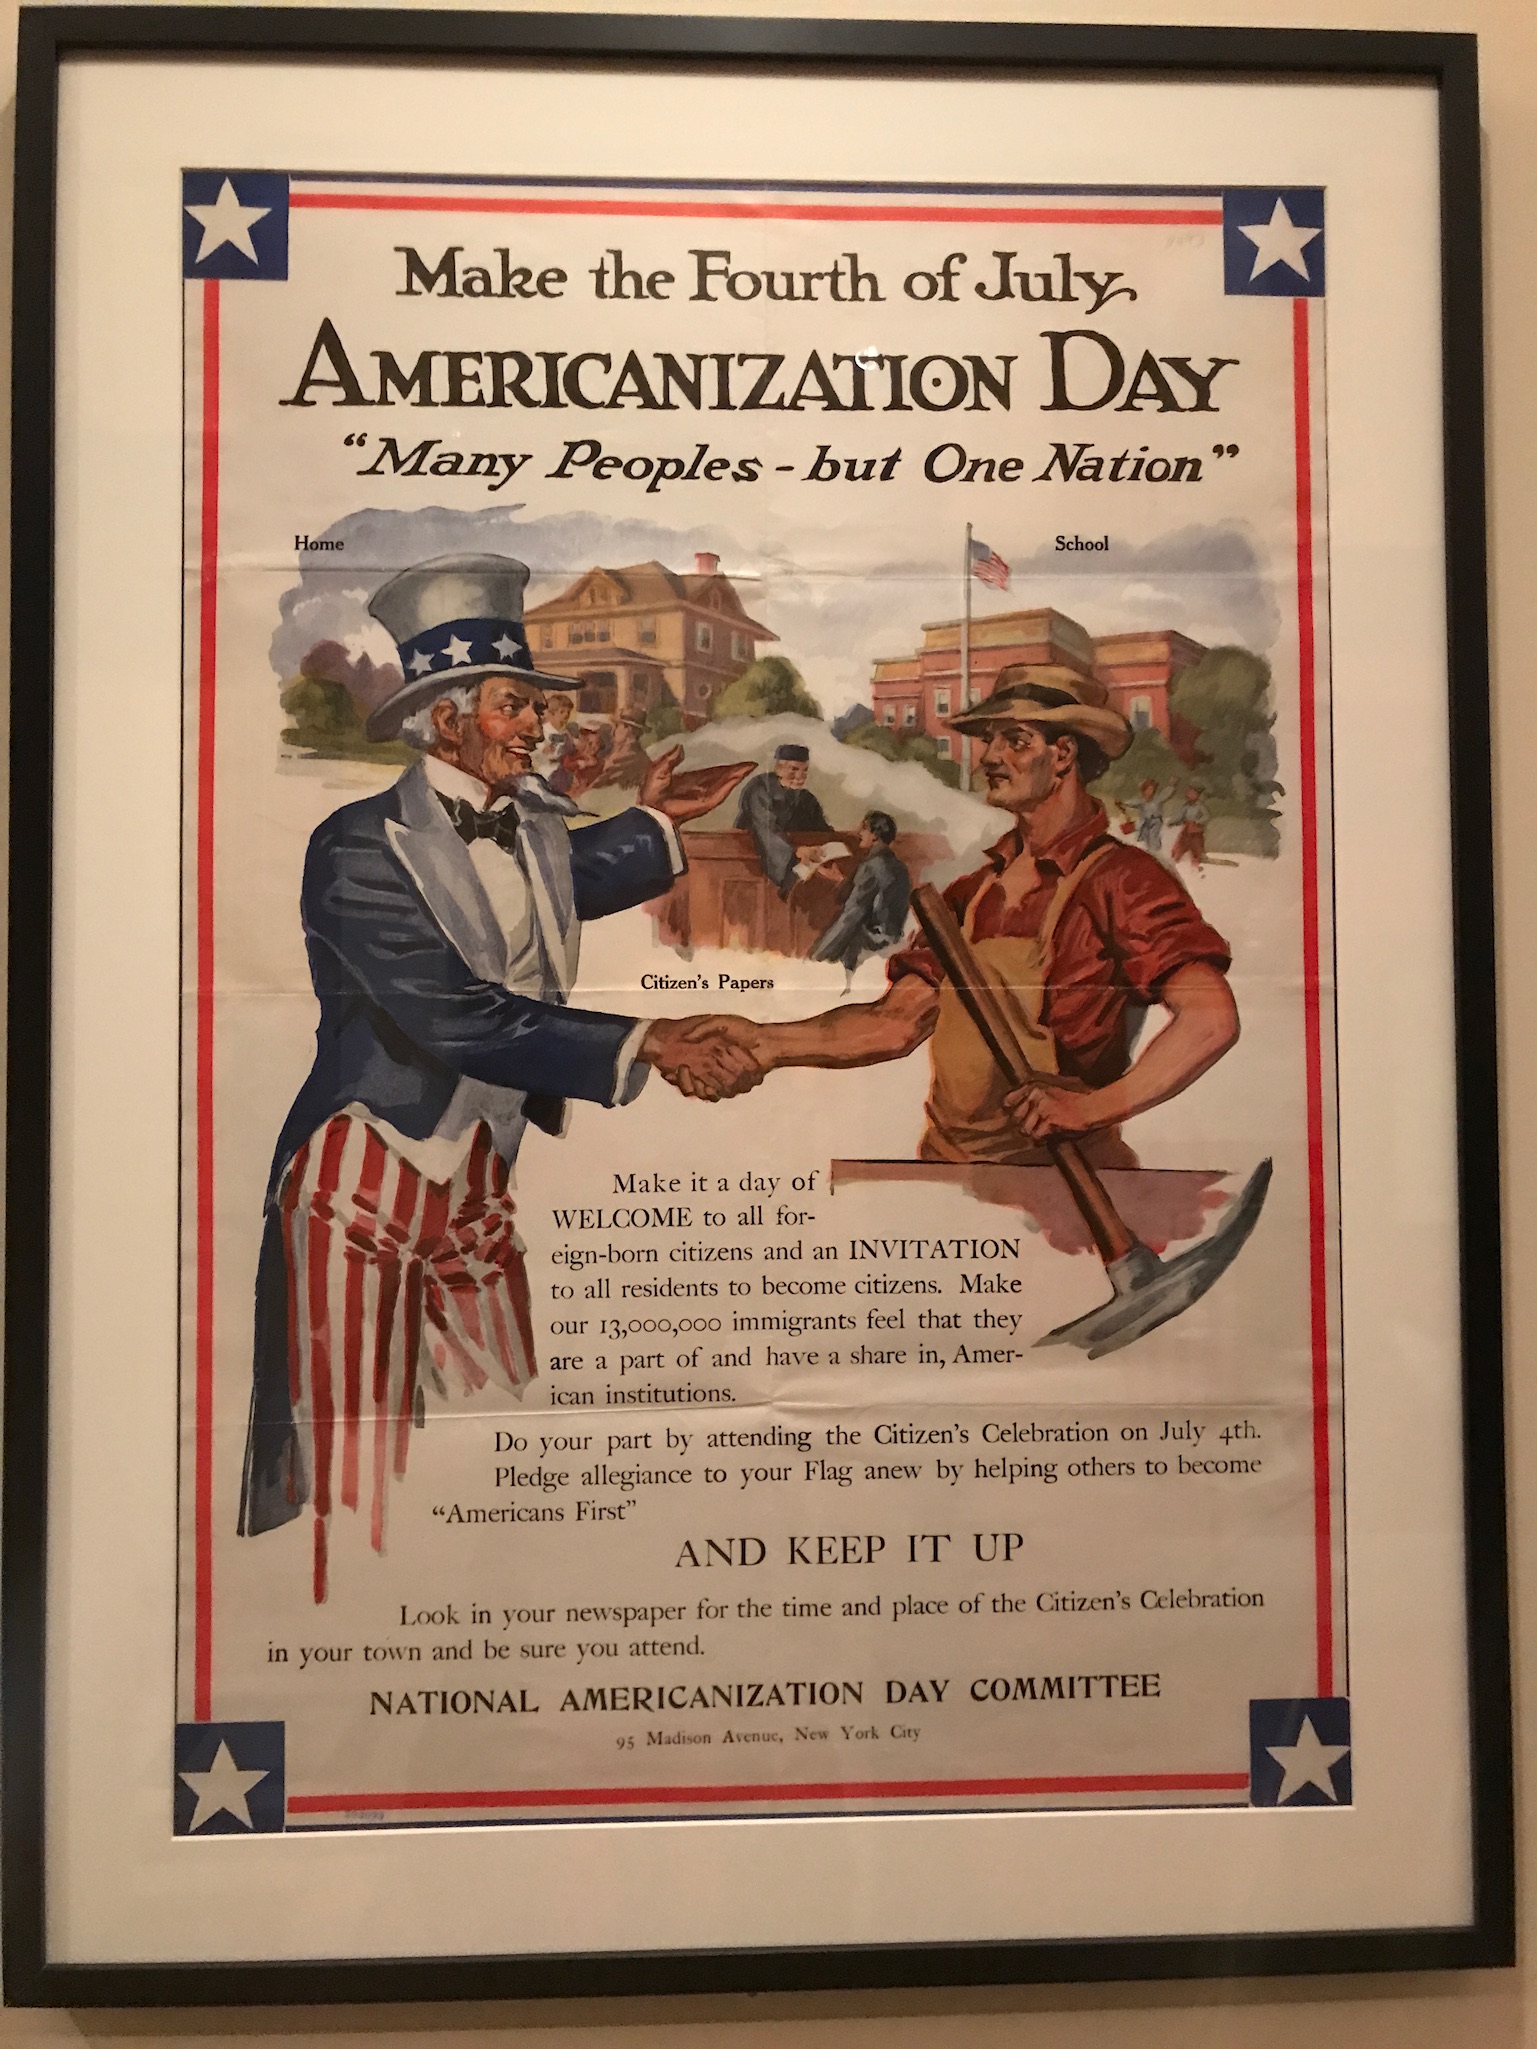 Make the Fourth of July
AMERICANIZATION DAY
“Many Peoples - but One Nation”
Home
School
Citizen's Papers
Make it a day of
WELCOME to all for-
eign-born citizens and an INVITATION
to all residents to become citizens. Make
our 13,000,000 immigrants feel that they
are a part of and have a share in, Amer-
ican institutions.
Do your part by attending the Citizen's Celebration on July 4th.
Pledge allegiance to your Flag anew by helping others to become
“Americans First”
AND KEEP IT UP
Look in your newspaper for the time and place of the Citizen's Celebration
in your town and be sure you attend.
NATIONAL AMERICANIZATION DAY COMMITTEE
95 Madison Avenue, New York City